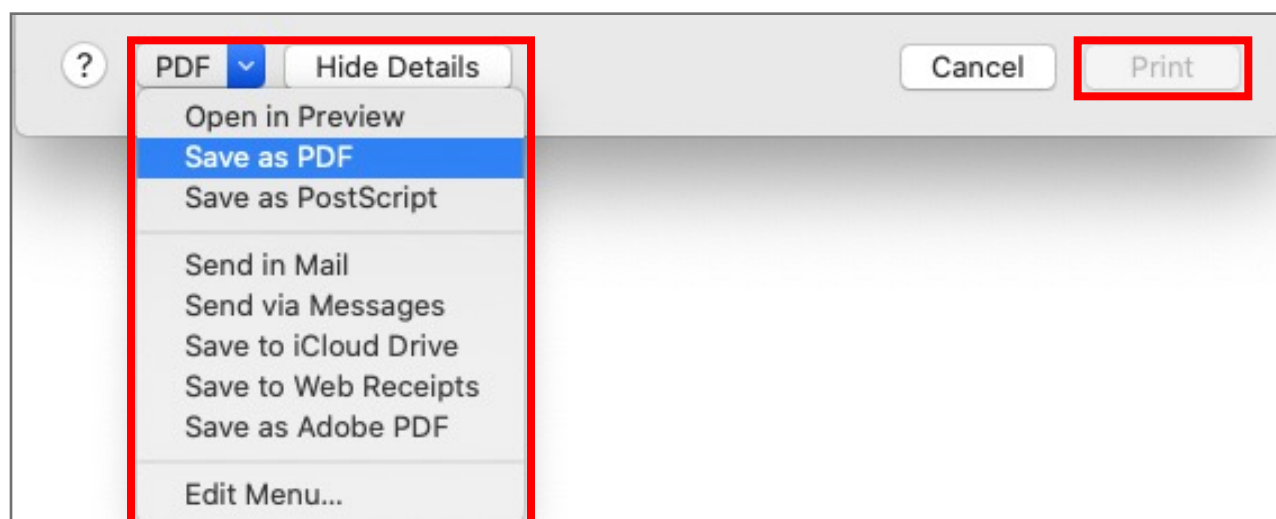 ? PDF Hide Details Cancel Print
Open in Preview
Save as PDF
Save as PostScript
Send in Mail
Send via Messages
Save to iCloud Drive
Save to Web Receipts
Save as Adobe PDF
Edit Menu...